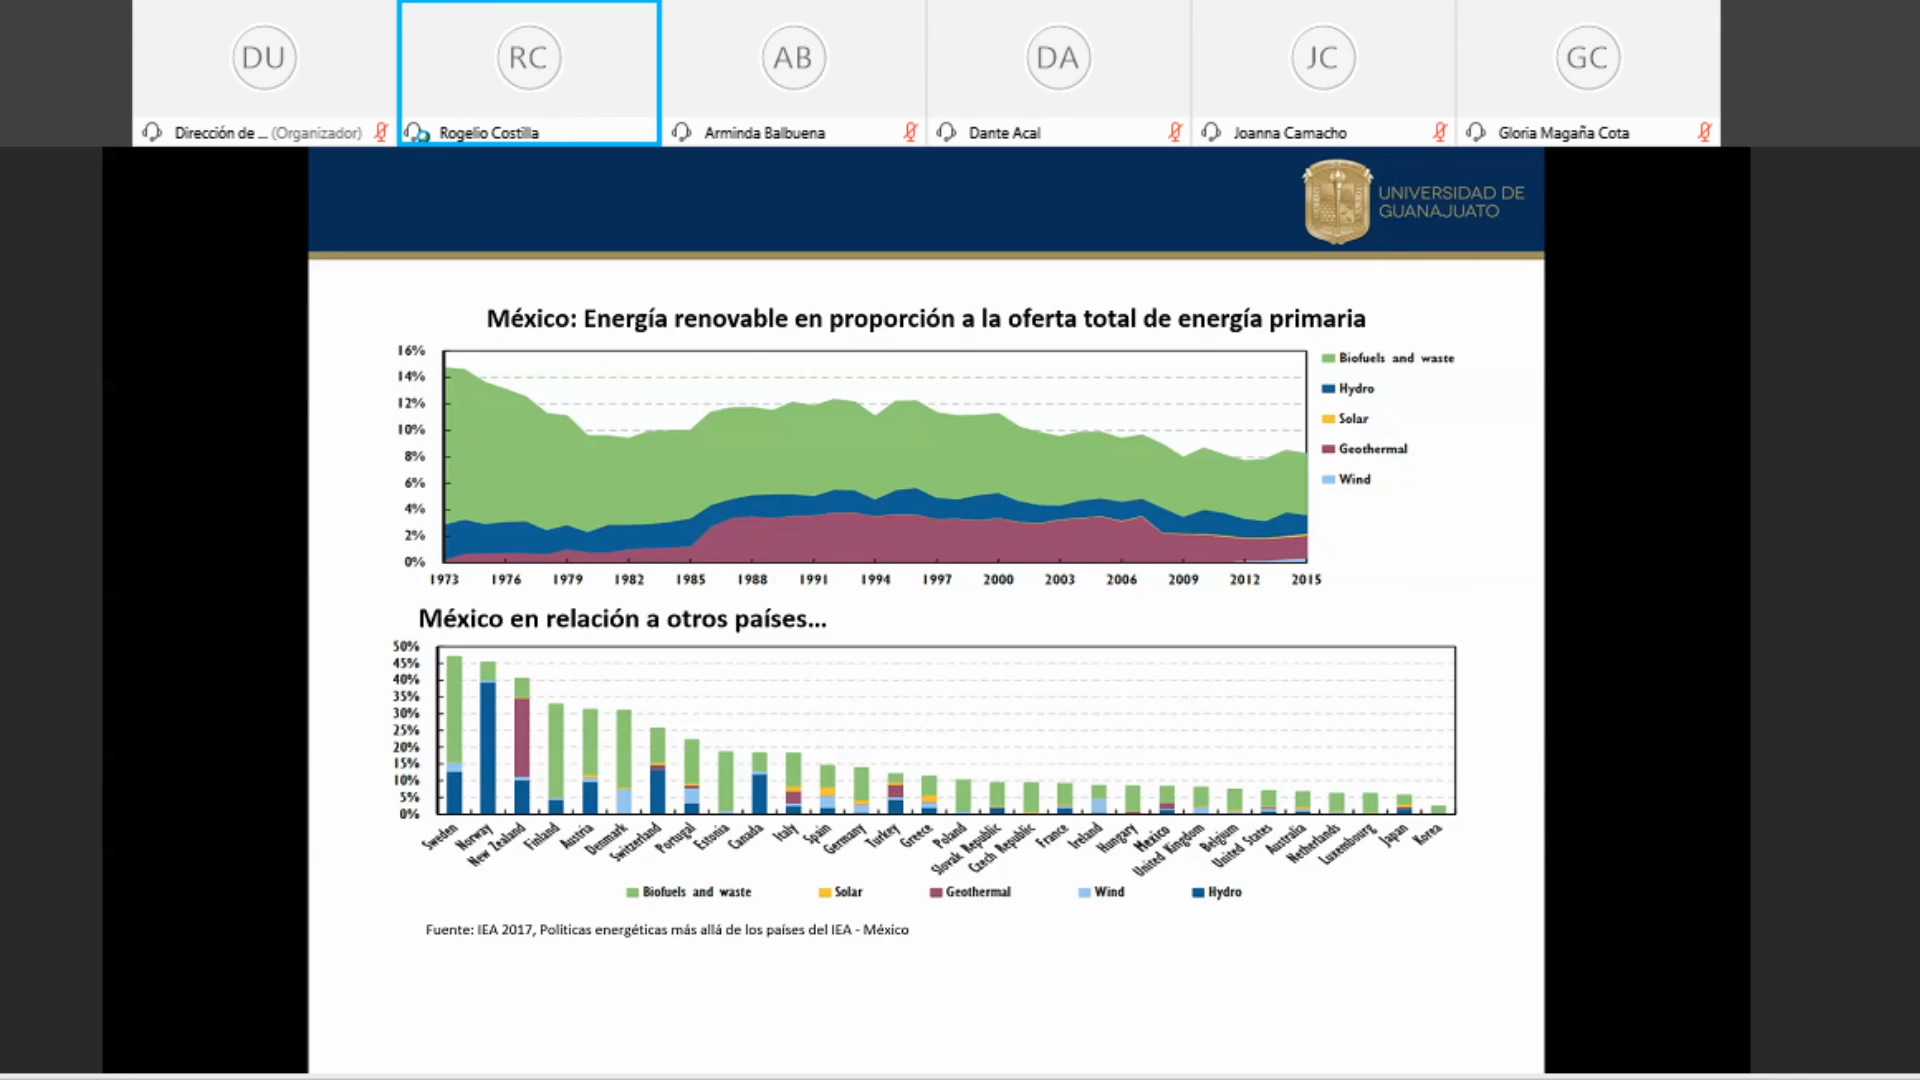 DU
RC
AB
DA
JC
GC
Dirección de ... (Organizador)
Rogelio Costilla
Arminda Balbuena
Dante Acal
Joanna Camacho
Gloria Magaña Cota
UNIVERSIDAD DE
GUANAJUATO
México: Energía renovable en proporción a la oferta total de energía primaria
16%
14%
12%
10%
8%
6%
4%
2%
0%
1973 1976 1979 1982 1985 1988 1991 1994 1997 2000 2003 2006 2009 2012 2015
Biofuels and waste
Hydro
Solar
Geothermal
Wind
México en relación a otros países...
50%
45%
40%
35%
30%
25%
20%
15%
10%
5%
0%
Sweden
Norway
New Zealand
Finland
Austria
Denmark
Switzerland
Portugal
Estonia
Canada
Italy
Spain
Germany
Turkey
Greece
Poland
Slovak Republic
Czech Republic
France
Ireland
Hungary
Mexico
United Kingdom
Belgium
United States
Australia
Netherlands
Luxembourg
Japan
Korea
Biofuels and waste Solar Geothermal Wind Hydro
Fuente: IEA 2017, Politicas energéticas más allá de los países del IEA - México